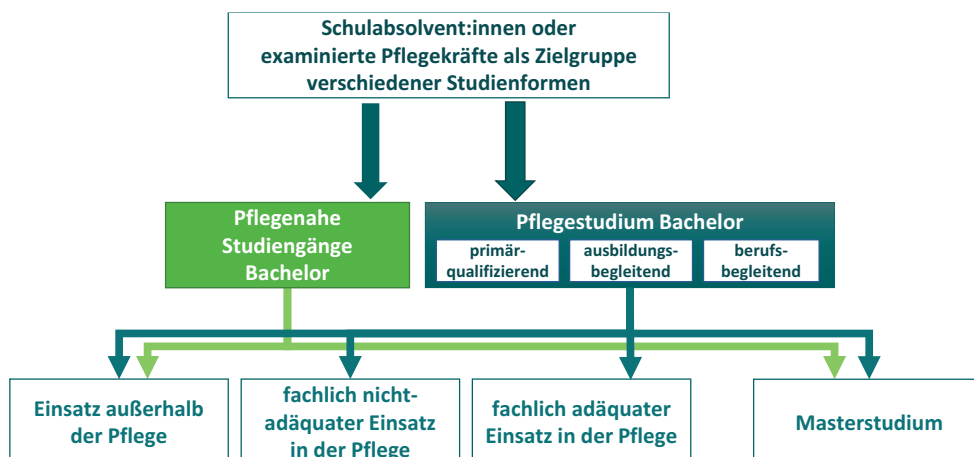 Schulabsolvent:innen oder
examinierte Pflegekräfte als Zielgruppe
verschiedener Studienformen
Pflegenahe
Studiengänge
Bachelor
Pflegestudium Bachelor
primär-
qualifizierend
ausbildungs-
begleitend
berufs-
begleitend
Einsatz außerhalb
der Pflege
fachlich nicht-
adäquater Einsatz
in der Pflege
fachlich adäquater
Einsatz in der Pflege
Masterstudium